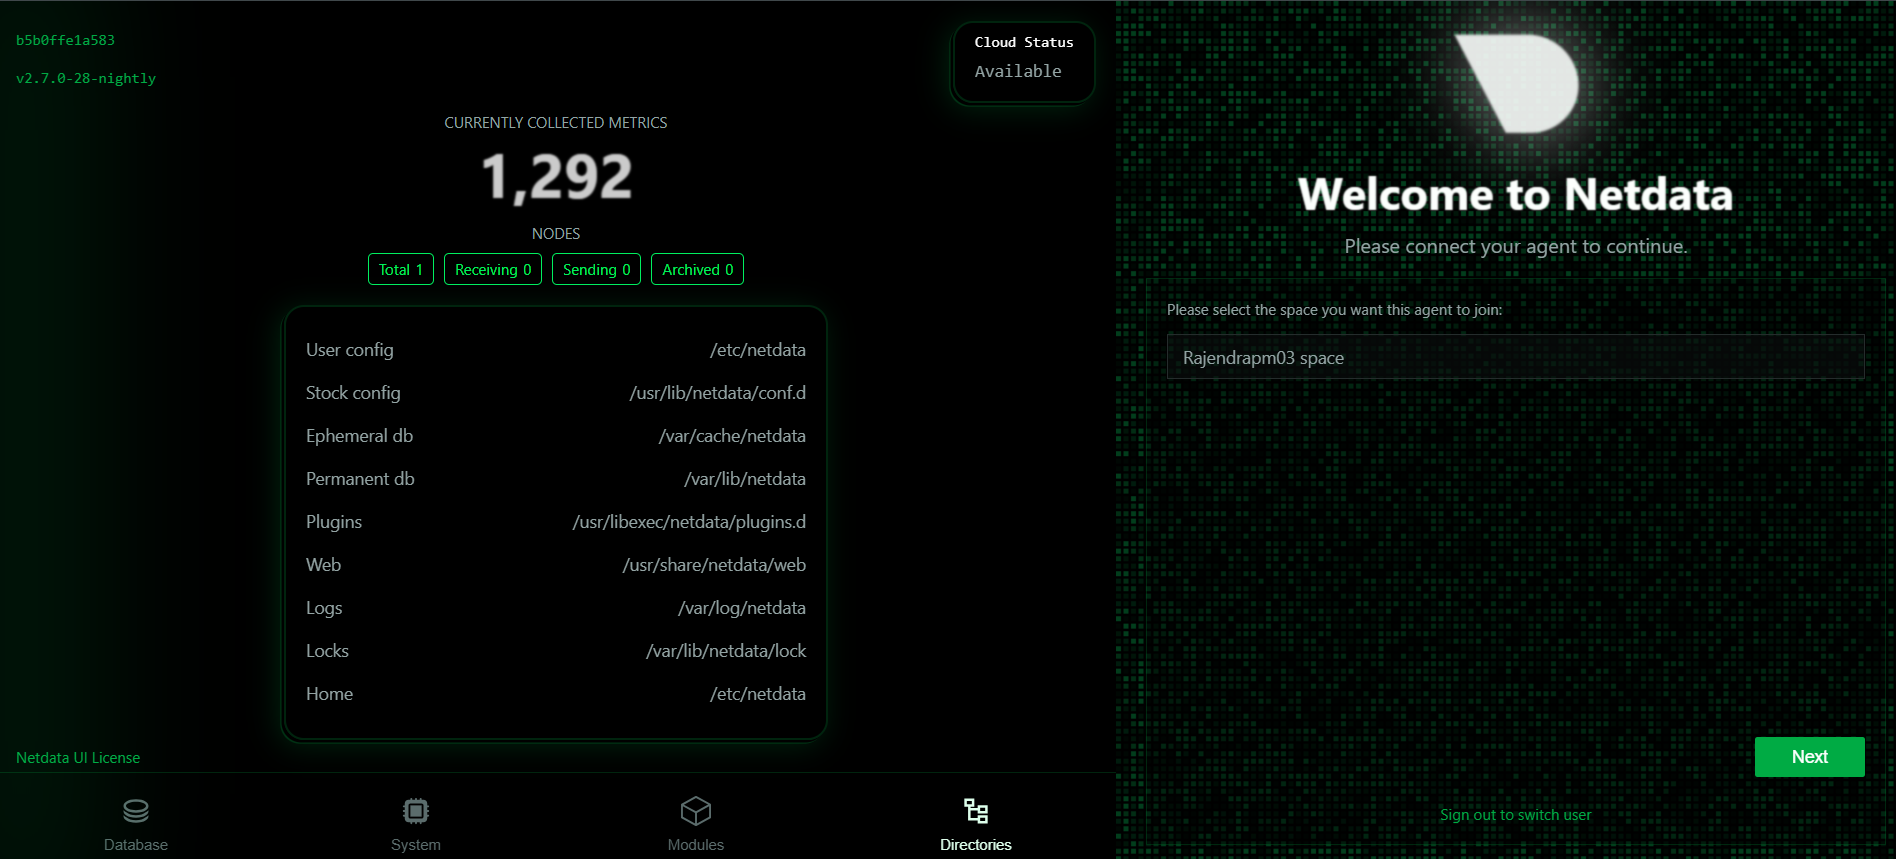 b5b0ffe1a583
v2.7.0-28-nightly
Cloud Status
Available
CURRENTLY COLLECTED METRICS
1,292
NODES
Total 1
Receiving 0
Sending 0
Archived 0
User config /etc/netdata
Stock config /usr/lib/netdata/conf.d
Ephemeral db /var/cache/netdata
Permanent db /var/lib/netdata
Plugins /usr/libexec/netdata/plugins.d
Web /usr/share/netdata/web
Logs /var/log/netdata
Locks /var/lib/netdata/lock
Home /etc/netdata
Netdata UI License
Database
System
Modules
Directories
Welcome to Netdata
Please connect your agent to continue.
Please select the space you want this agent to join:
Rajendrapm03 space
Next
Sign out to switch user